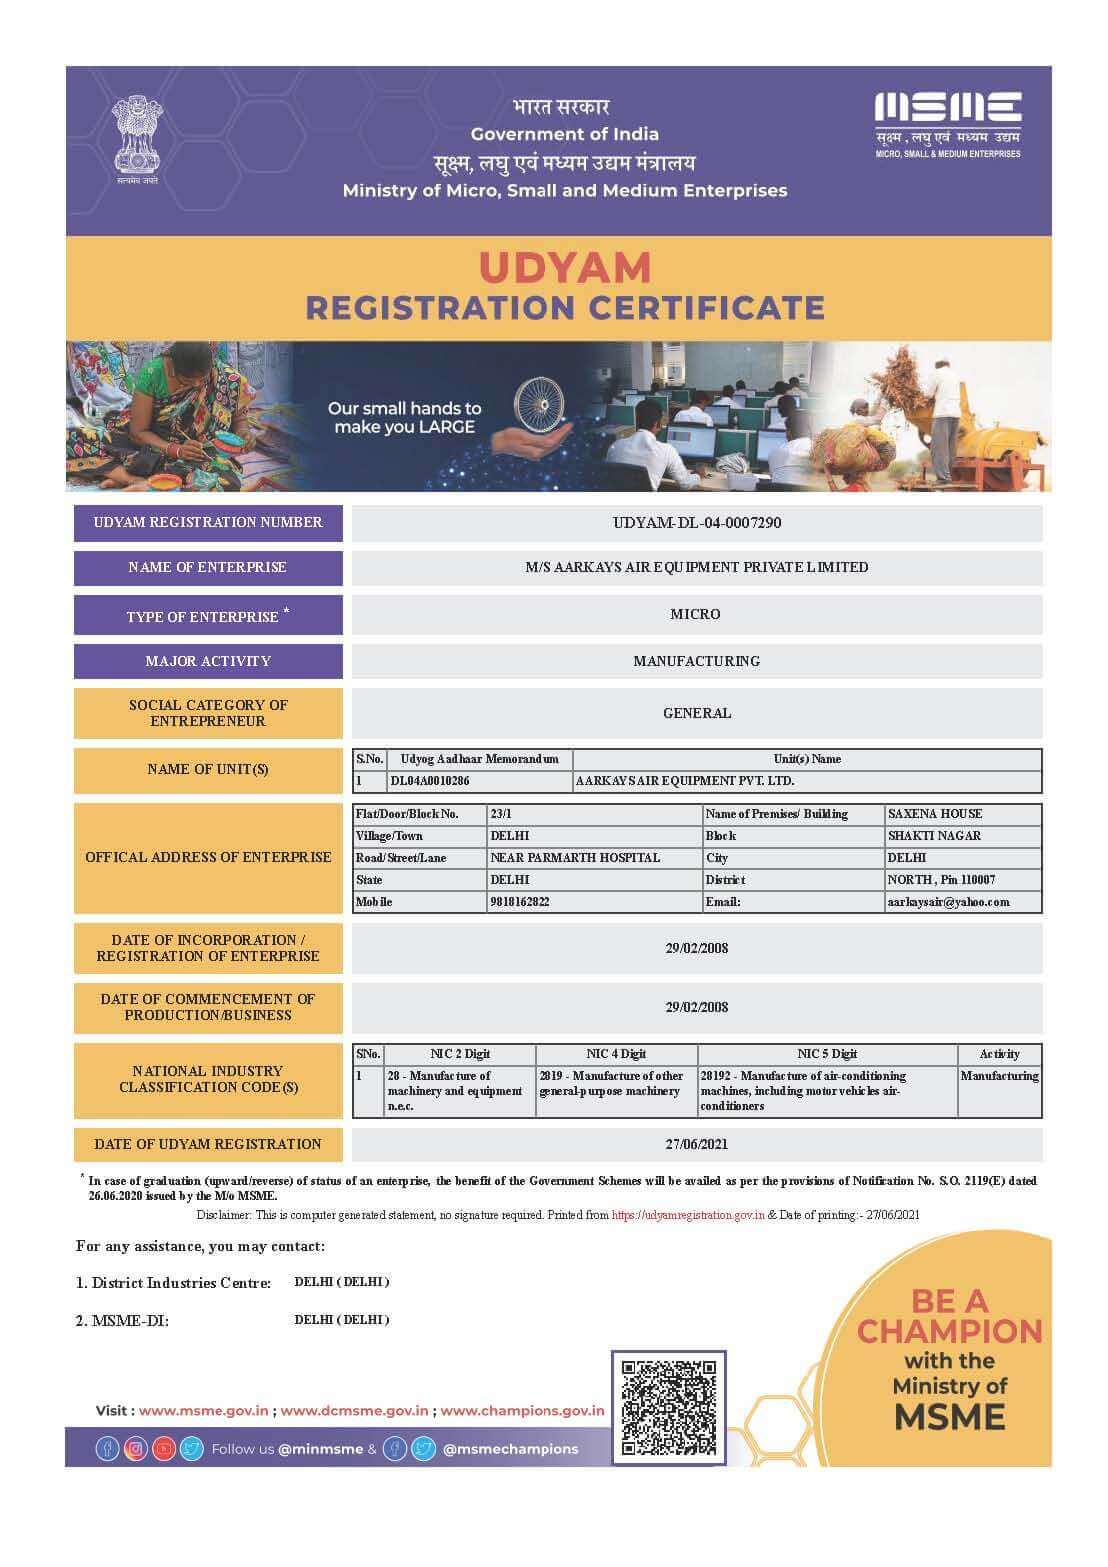 भारत सरकार
Government of India
सूक्ष्म, लघु एवं मध्यम उद्यम मंत्रालय
Ministry of Micro, Small and Medium Enterprises
सत्यमेव जयते
MSME
सूक्ष्म , लघु एवं मध्यम उद्यम
MICRO, SMALL & MEDIUM ENTERPRISES
UDYAM
REGISTRATION CERTIFICATE
Our small hands to
make you LARGE
UDYAM REGISTRATION NUMBER UDYAM-DL-04-0007290
NAME OF ENTERPRISE M/S AARKAYS AIR EQUIPMENT PRIVATE LIMITED
TYPE OF ENTERPRISE * MICRO
MAJOR ACTIVITY MANUFACTURING
SOCIAL CATEGORY OF
ENTREPRENEUR
GENERAL
NAME OF UNIT(S)
S.No. Udyog Aadhaar Memorandum Unit(s) Name
1 DL04A0010286 AARKAYS AIR EQUIPMENT PVT. LTD.
OFFICAL ADDRESS OF ENTERPRISE
Flat/Door/Block No. 23/1 Name of Premises/ Building SAXENA HOUSE
Village/Town DELHI Block SHAKTI NAGAR
Road/Street/Lane NEAR PARMARTH HOSPITAL City DELHI
State DELHI District NORTH , Pin 110007
Mobile 9818162822 Email: aarkaysair@yahoo.com
DATE OF INCORPORATION /
REGISTRATION OF ENTERPRISE
29/02/2008
DATE OF COMMENCEMENT OF
PRODUCTION/BUSINESS
29/02/2008
NATIONAL INDUSTRY
CLASSIFICATION CODE(S)
SNo. NIC 2 Digit NIC 4 Digit NIC 5 Digit Activity
1 28 - Manufacture of 2819 - Manufacture of other 28192 - Manufacture of air-conditioning Manufacturing
machinery and equipment general-purpose machinery machines, including motor vehicles air-
n.e.c. conditioners
DATE OF UDYAM REGISTRATION 27/06/2021
* In case of graduation (upward/reverse) of status of an enterprise, the benefit of the Government Schemes will be availed as per the provisions of Notification No. S.O. 2119(E) dated
26.06.2020 issued by the M/o MSME.
Disclaimer: This is computer generated statement, no signature required. Printed from https://udyamregistration.gov.in & Date of printing:- 27/06/2021
For any assistance, you may contact:
1. District Industries Centre: DELHI ( DELHI )
2. MSME-DI: DELHI ( DELHI )
BE A
CHAMPION
with the
Ministry of
MSME
Visit : www.msme.gov.in ; www.dcmsme.gov.in ; www.champions.gov.in
Follow us @minmsme & @msmechampions